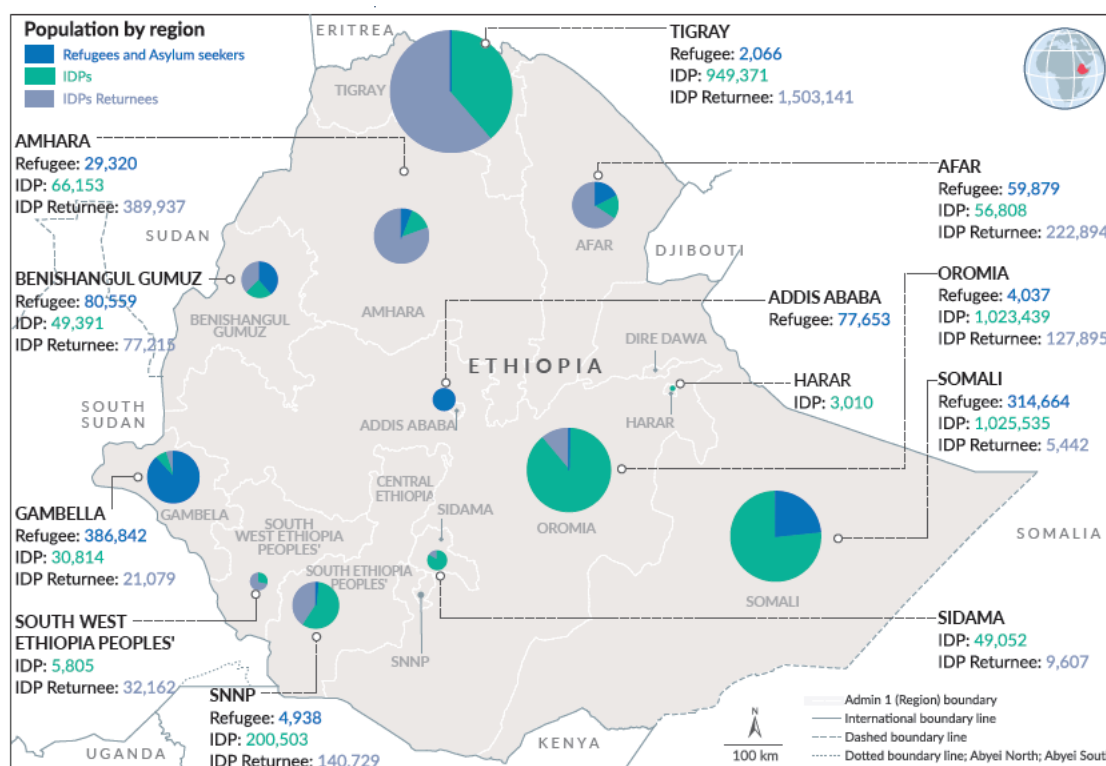 Population by region
Refugees and Asylum seekers
IDPs
IDPs Returnees
ERITREA
TIGRAY
TIGRAY
Refugee: 2,066
IDP: 949,371
IDP Returnee: 1,503,141
AMHARA
Refugee: 29,320
IDP: 66,153
IDP Returnee: 389,937
SUDAN
AFAR
Refugee: 59,879
IDP: 56,808
IDP Returnee: 222,894
AFAR
DJIBOUTI
BENISHANGUL GUMUZ
Refugee: 80,559
IDP: 49,391
IDP Returnee: 77,215
BENISHANGUL
GUMUZ
AMHARA
ADDIS ABABA
Refugee: 77,653
OROMIA
Refugee: 4,037
IDP: 1,023,439
IDP Returnee: 127,895
ETHIOPIA
DIRE DAWA
HARAR
IDP: 3,010
SOMALI
Refugee: 314,664
IDP: 1,025,535
IDP Returnee: 5,442
SOUTH
SUDAN
ADDIS ABABA
HARAR
GAMBELLA
Refugee: 386,842
IDP: 30,814
IDP Returnee: 21,079
GAMBELA
CENTRAL
ETHIOPIA
SIDAMA
OROMIA
SOUTH
WEST ETHIOPIA
PEOPLES'
SOUTH ETHIOPIA
PEOPLES'
SOMALIA
SOMALI
SOUTH WEST
ETHIOPIA PEOPLES'
IDP: 5,805
IDP Returnee: 32,162
SNNP
SIDAMA
IDP: 49,052
IDP Returnee: 9,607
SNNP
Refugee: 4,938
IDP: 200,503
IDP Returnee: 140,729
UGANDA
KENYA
N
100 km
Admin 1 (Region) boundary
International boundary line
Dashed boundary line
Dotted boundary line; Abyei North; Abyei Sout